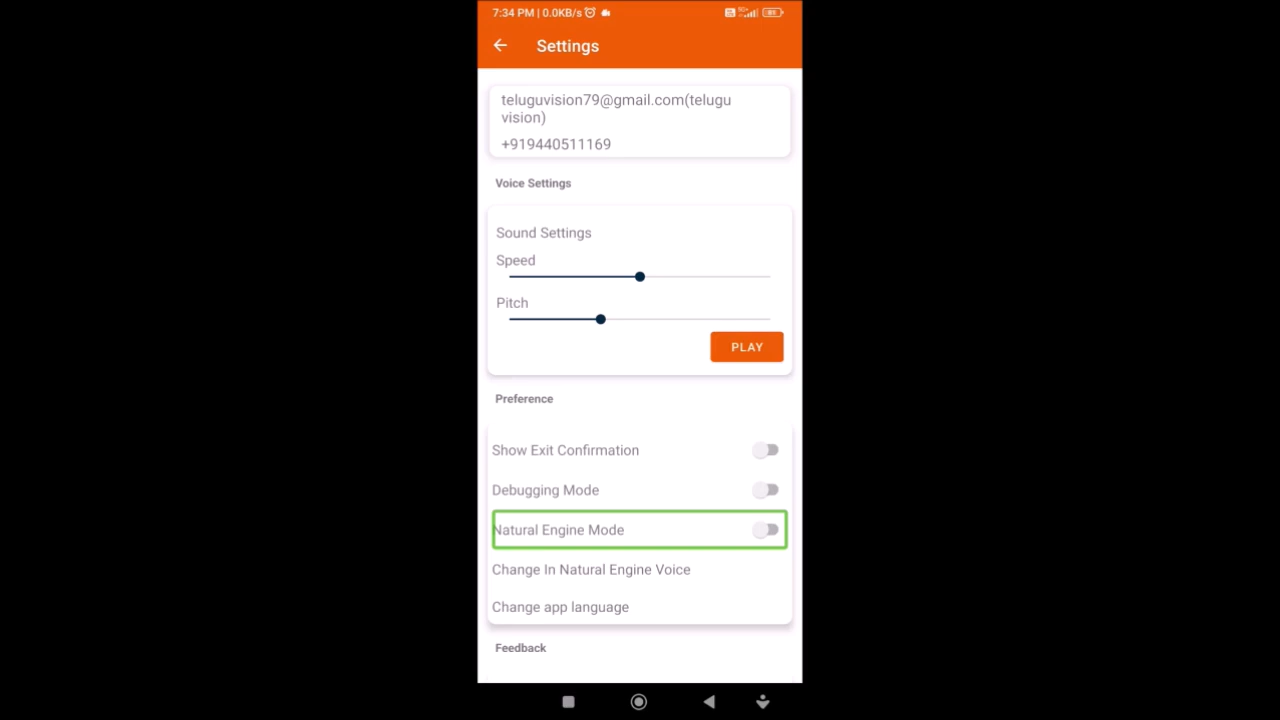 7:34 PM | 0.0KB/s
Settings
teluguvision79@gmail.com(telugu
vision)
+919440511169
Voice Settings
Sound Settings
Speed
Pitch
PLAY
Preference
Show Exit Confirmation
Debugging Mode
Natural Engine Mode
Change In Natural Engine Voice
Change app language
Feedback